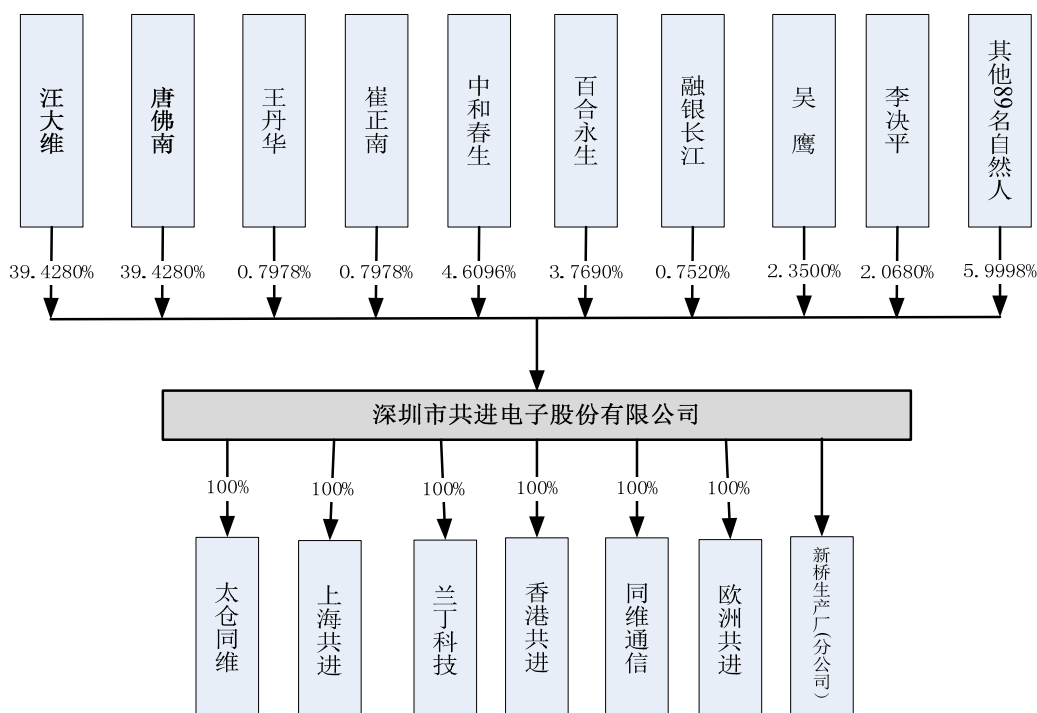 汪大维
唐佛南
王丹华
崔正南
中和春生
百合永生
融银长江
吴鹰
李决平
其他89名自然人
39.4280%
39.4280%
0.7978%
0.7978%
4.6096%
3.7690%
0.7520%
2.3500%
2.0680%
5.9998%
深圳市共进电子股份有限公司
100%
100%
100%
100%
100%
100%
太仓同维
上海共进
兰丁科技
香港共进
同维通信
欧洲共进
新桥生产厂(分公司)